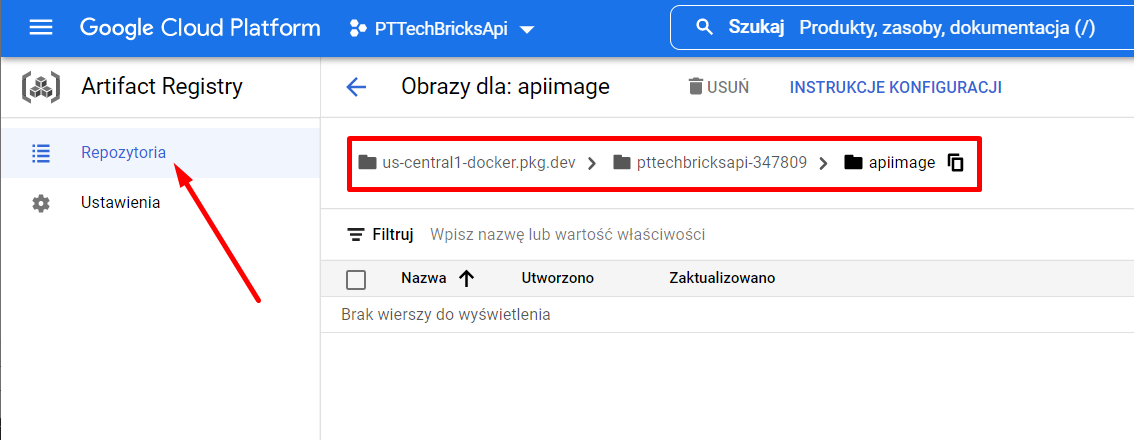 Google Cloud Platform
PTTechBricksApi
Szukaj Produkty, zasoby, dokumentacja (/)
Artifact Registry
Obrazy dla: apiimage
USUŃ
INSTRUKCJE KONFIGURACJI
Repozytoria
Ustawienia
us-central1-docker.pkg.dev > pttechbricksapi-347809 > apiimage
Filtruj Wpisz nazwę lub wartość właściwości
Nazwa Utworzono Zaktualizowano
Brak wierszy do wyświetlenia